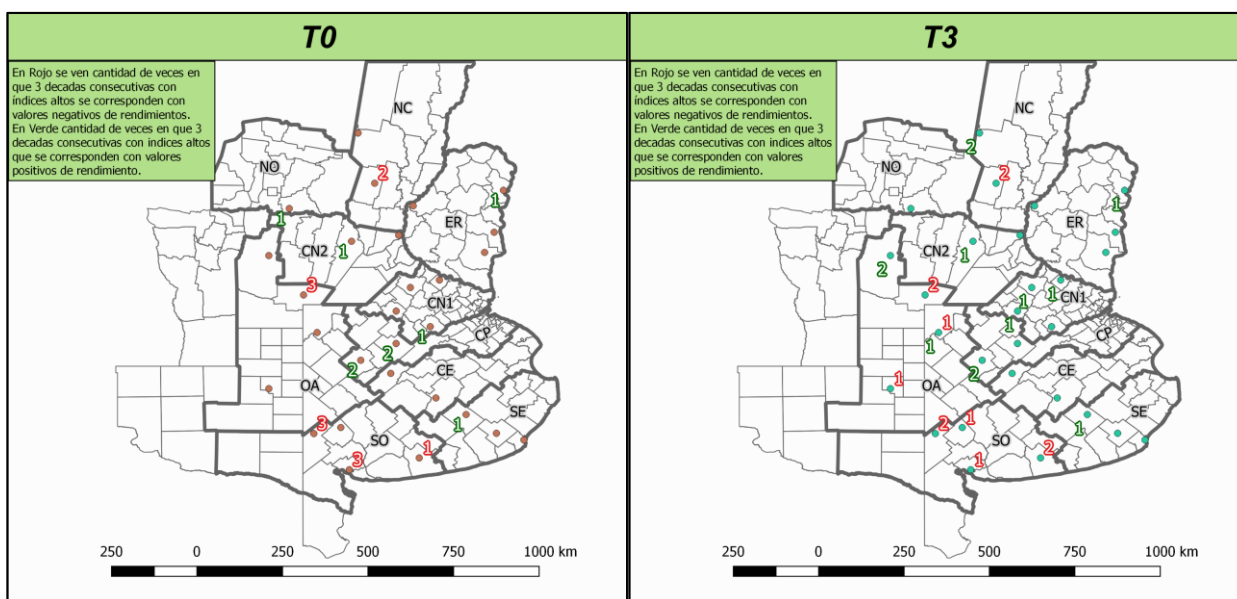 T0
En Rojo se ven cantidad de veces en
que 3 decadas consecutivas con
índices altos se corresponden con
valores negativos de rendimientos.
En Verde cantidad de veces en que 3
decadas consecutivas con indices altos
que se corresponden con valores
positivos de rendimiento.
NC
2
NO
1
ER
1
CN2
1
3
CN1
1
CP
2
2
CE
OA
SE
3
SO
1
1
3
250
0
250
500
750
1000 km
T3
En Rojo se ven cantidad de veces en
que 3 decadas consecutivas con
índices altos se corresponden con
valores negativos de rendimientos.
En Verde cantidad de veces en que 3
decadas consecutivas con indices altos
que se corresponden con valores
positivos de rendimiento.
NC
2
NO
2
1
ER
CN2
1
2
2
1
1
CN1
1
1
1
CP
2
CE
1
OA
SE
2
1
SO
1
2
1
250
0
250
500
750
1000 km